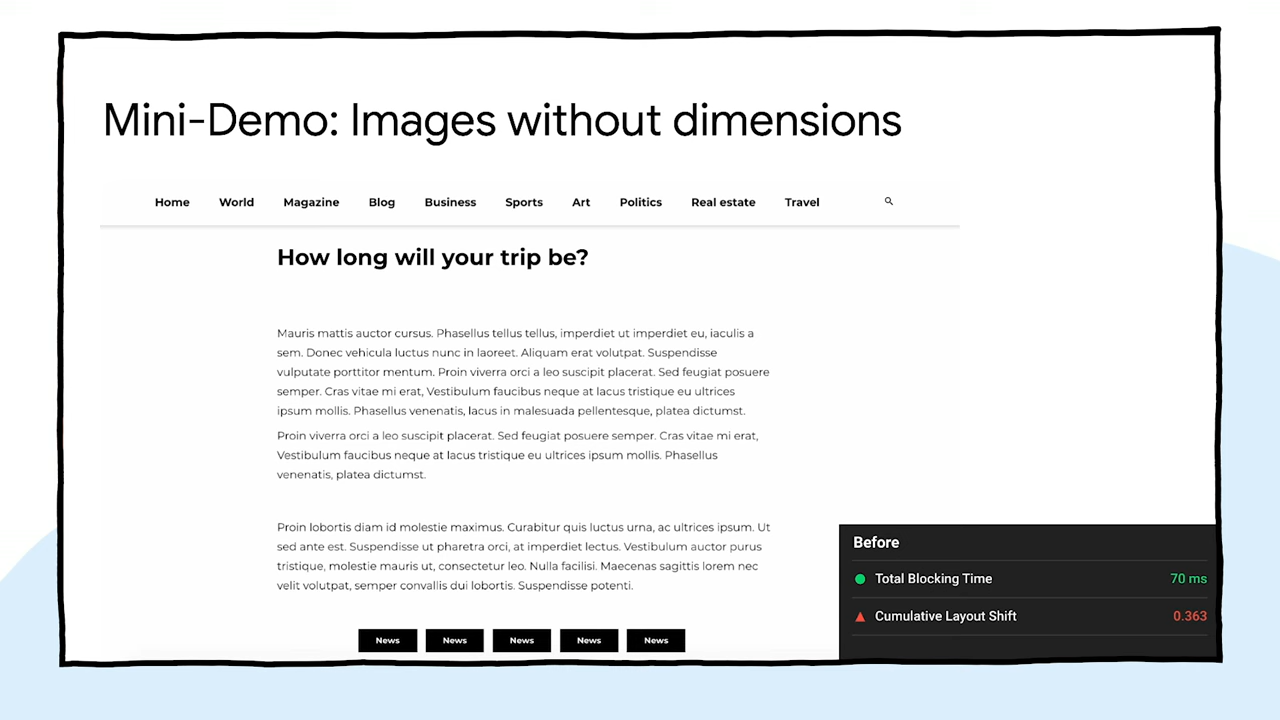 Mini-Demo: Images without dimensions
Home World Magazine Blog Business Sports Art Politics Real estate Travel
How long will your trip be?
Mauris mattis auctor cursus. Phasellus tellus tellus, imperdiet ut imperdiet eu, iaculis a
sem. Donec vehicula luctus nunc in laoreet. Aliquam erat volutpat. Suspendisse
vulputate porttitor mentum. Proin viverra orci a leo suscipit placerat. Sed feugiat posuere
semper. Cras vitae mi erat, Vestibulum faucibus neque at lacus tristique eu ultrices
ipsum mollis. Phasellus venenatis, lacus in malesuada pellentesque, platea dictumst.
Proin viverra orci a leo suscipit placerat. Sed feugiat posuere semper. Cras vitae mi erat,
Vestibulum faucibus neque at lacus tristique eu ultrices ipsum mollis. Phasellus
venenatis, platea dictumst.
Proin lobortis diam id molestie maximus. Curabitur quis luctus urna, ac ultrices ipsum. Ut
sed ante est. Suspendisse ut pharetra orci, at imperdiet lectus. Vestibulum auctor purus
tristique, molestie mauris ut, consectetur leo. Nulla facilisi. Maecenas sagittis lorem nec
velit volutpat, semper convallis dui lobortis. Suspendisse potenti.
News News News News News
Before
Total Blocking Time 70 ms
Cumulative Layout Shift 0.363